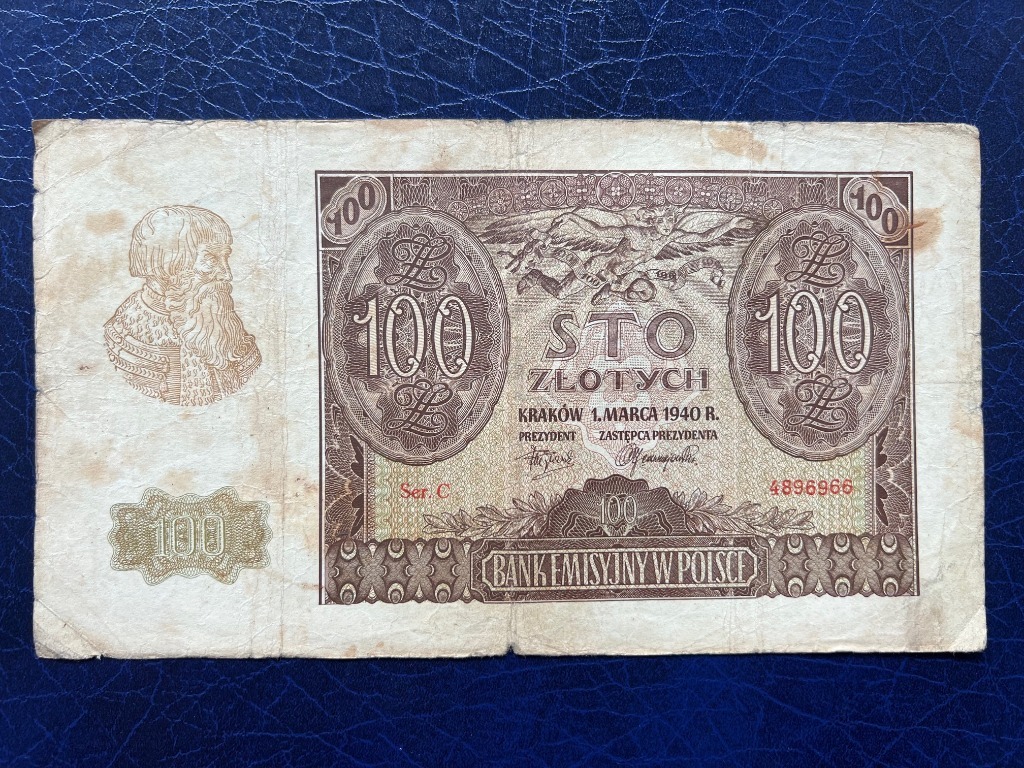 100 100
100 100
STO
ZŁOTYCH
KRAKÓW 1. MARCA 1940 R.
PREZYDENT ZASTĘPCA PREZYDENTA
Ser. C 4896966
100
100
BANK EMISYJNY W POLSCE